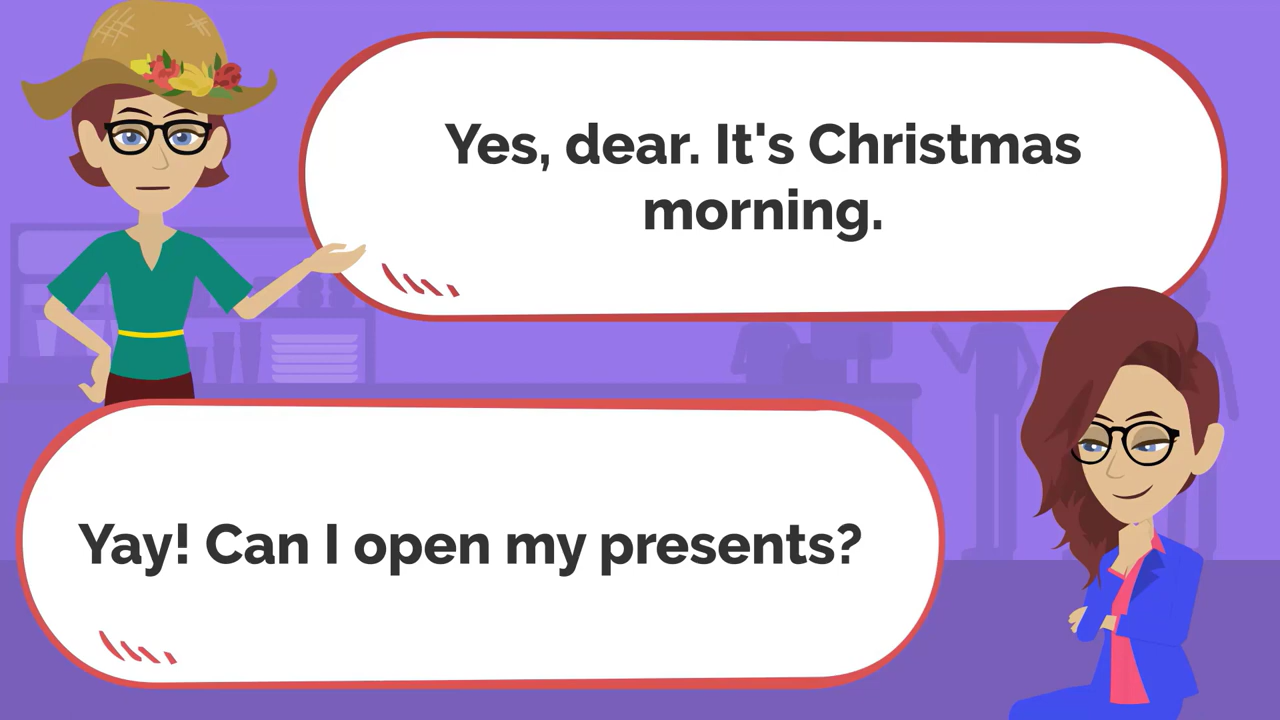 Yes, dear. It's Christmas
morning.
Yay! Can I open my presents?